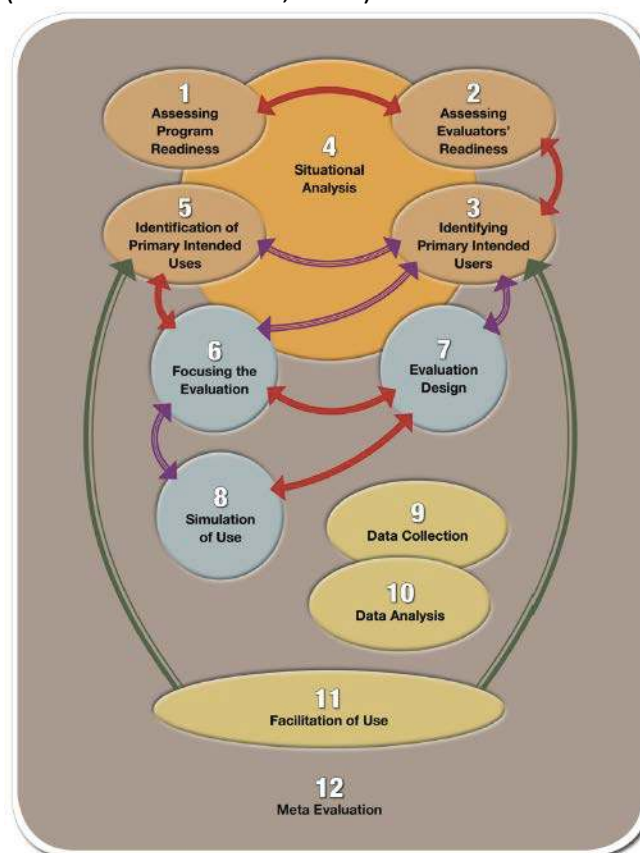 1
Assessing
Program
Readiness
2
Assessing
Evaluators'
Readiness
4
Situational
Analysis
5
Identification of
Primary Intended
Uses
3
Identifying
Primary Intended
Users
6
Focusing the
Evaluation
7
Evaluation
Design
8
Simulation
of Use
9
Data Collection
10
Data Analysis
11
Facilitation of Use
12
Meta Evaluation